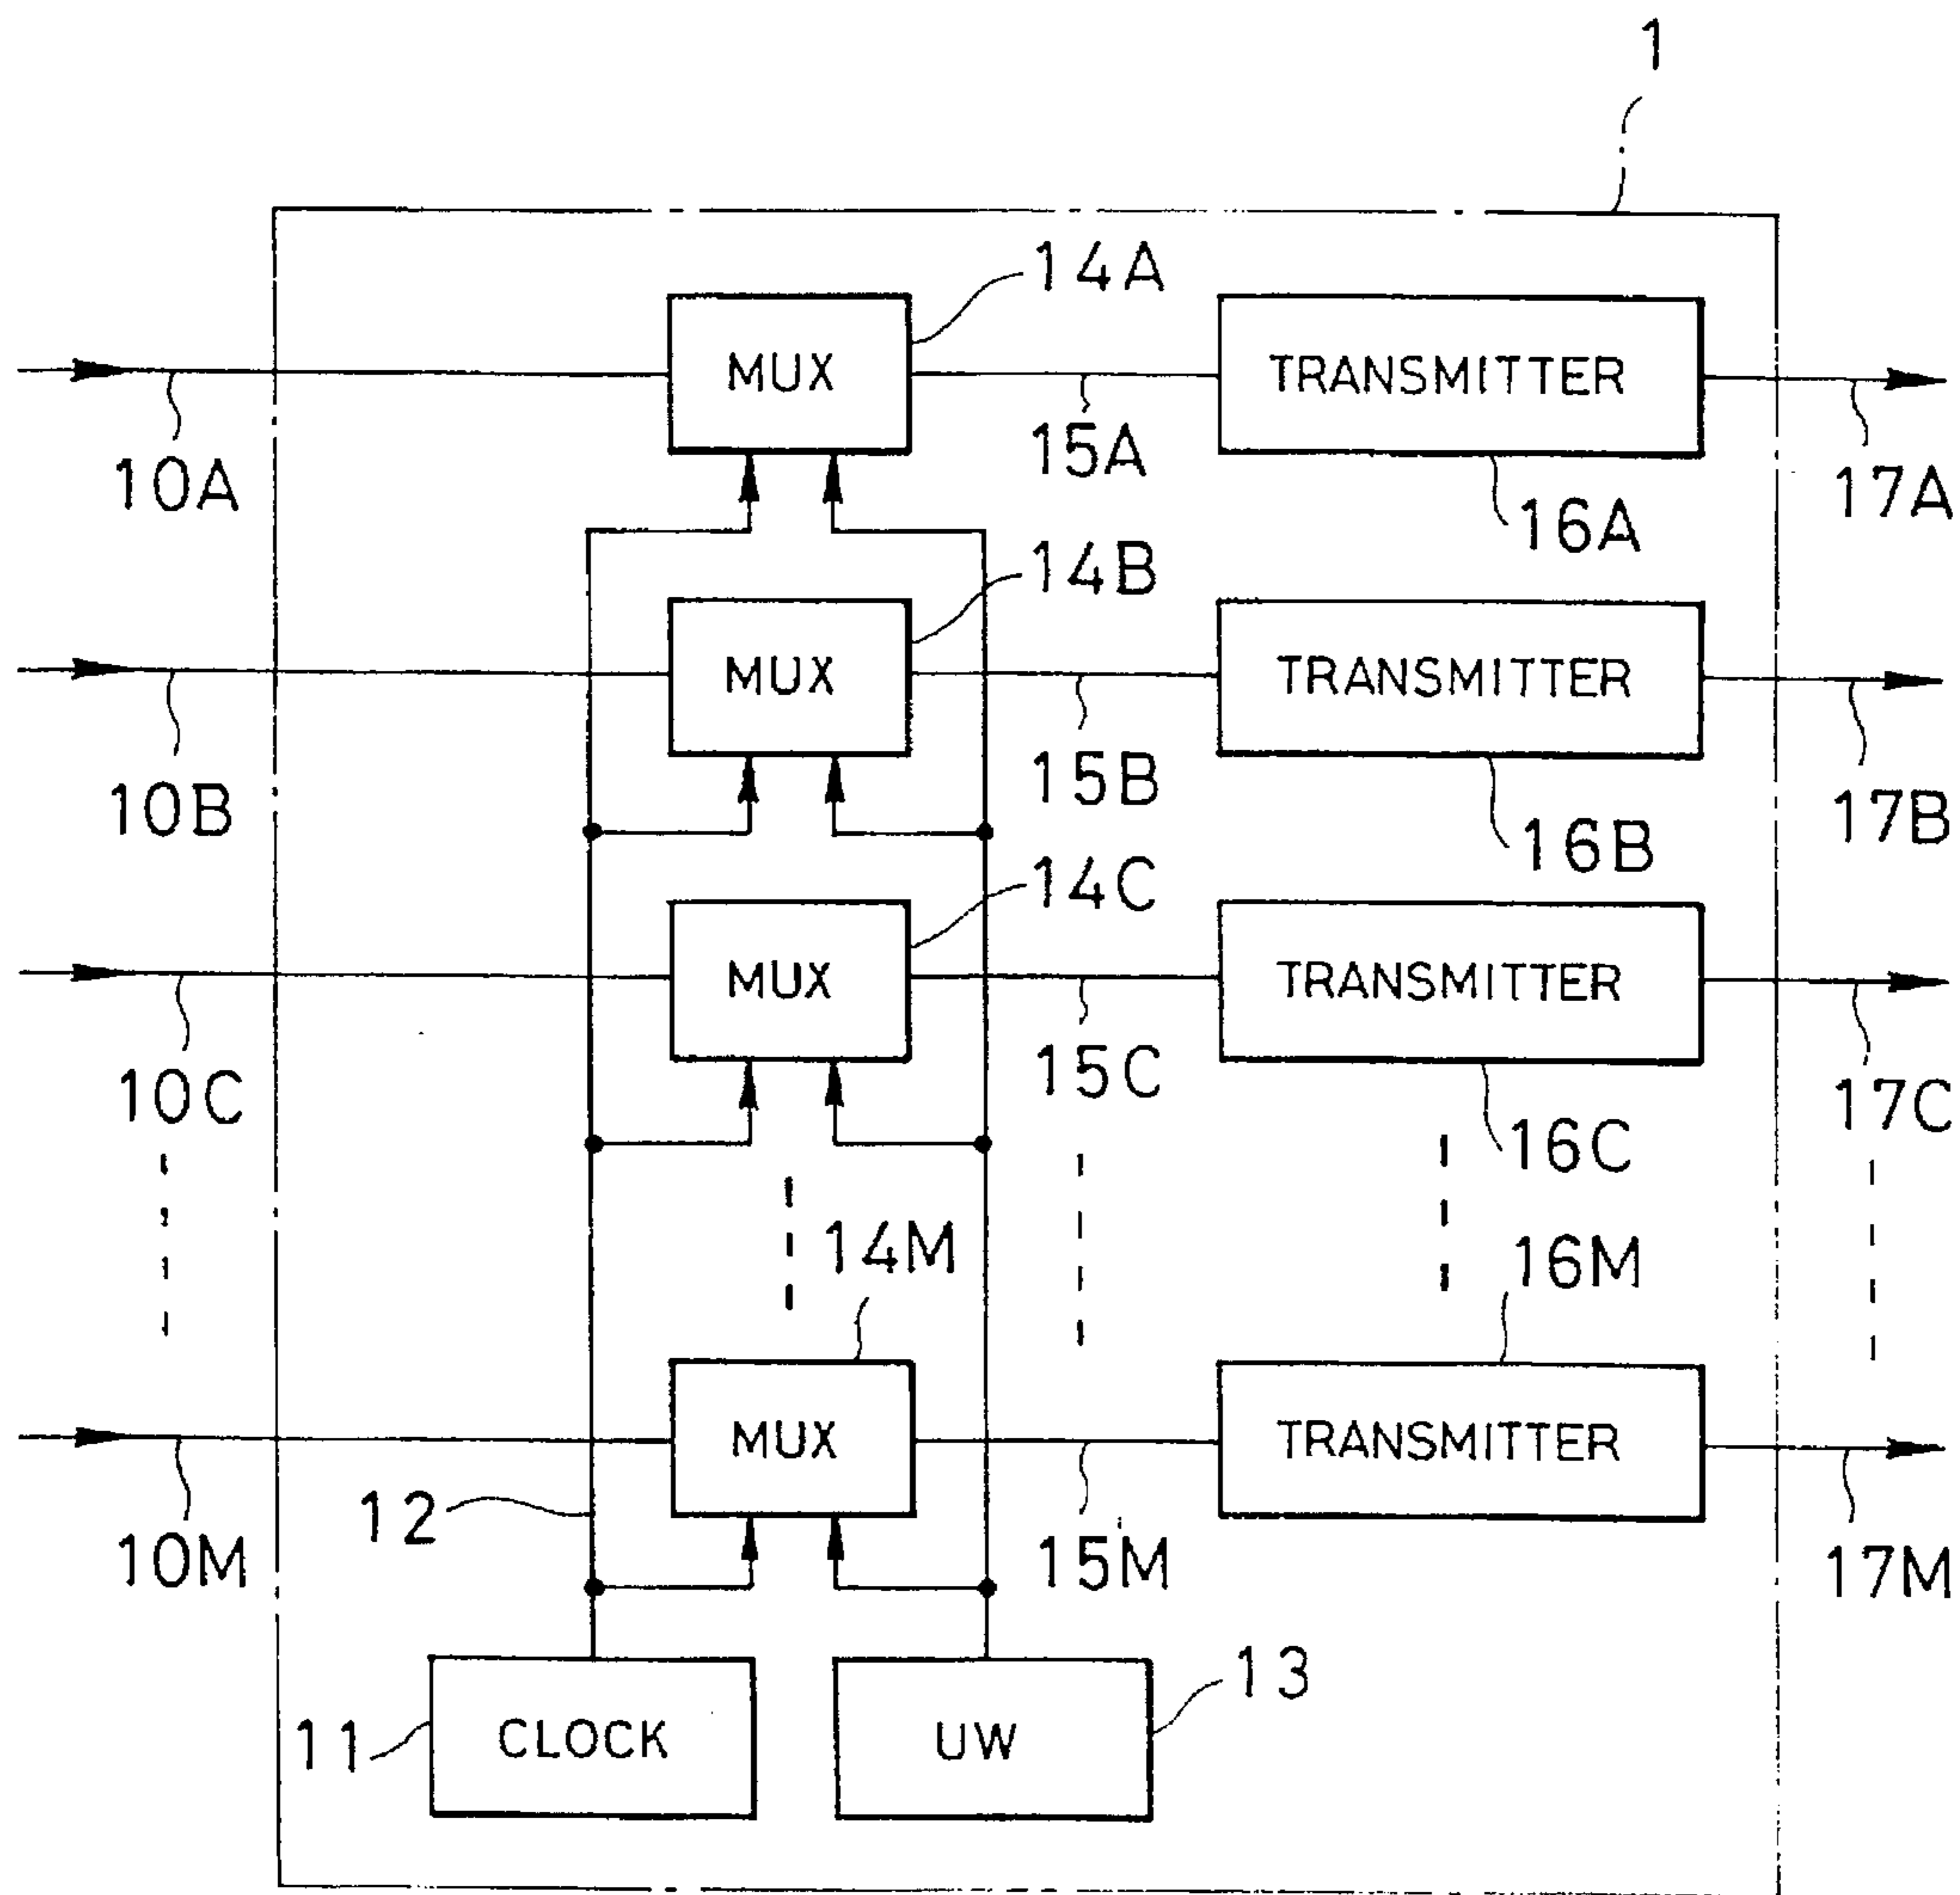 1
14A
MUX
TRANSMITTER
10A
15A
16A
17A
14B
MUX
TRANSMITTER
10B
15B
16B
17B
14C
MUX
TRANSMITTER
10C
15C
16C
17C
14M
16M
MUX
TRANSMITTER
12
10M
15M
17M
13
11
CLOCK
UW